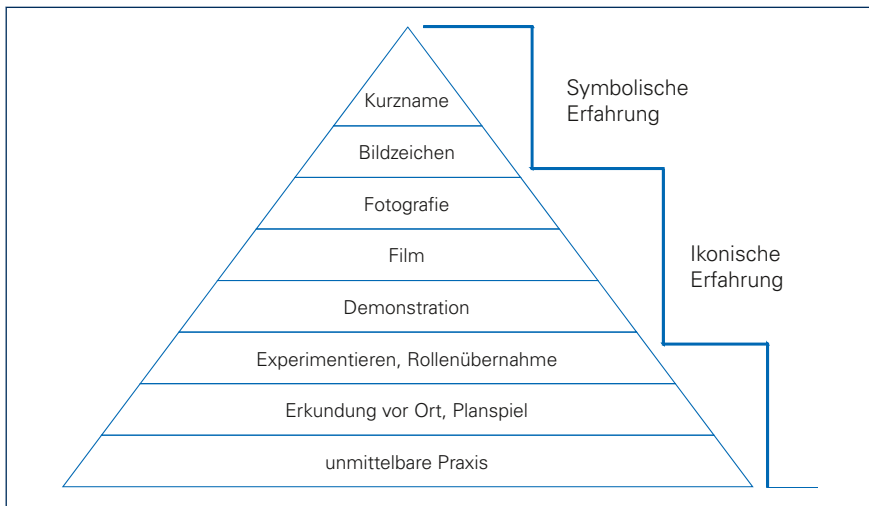 Kurzname
Bildzeichen
Fotografie
Film
Demonstration
Experimentieren, Rollenübernahme
Erkundung vor Ort, Planspiel
unmittelbare Praxis
Symbolische
Erfahrung
Ikonische
Erfahrung